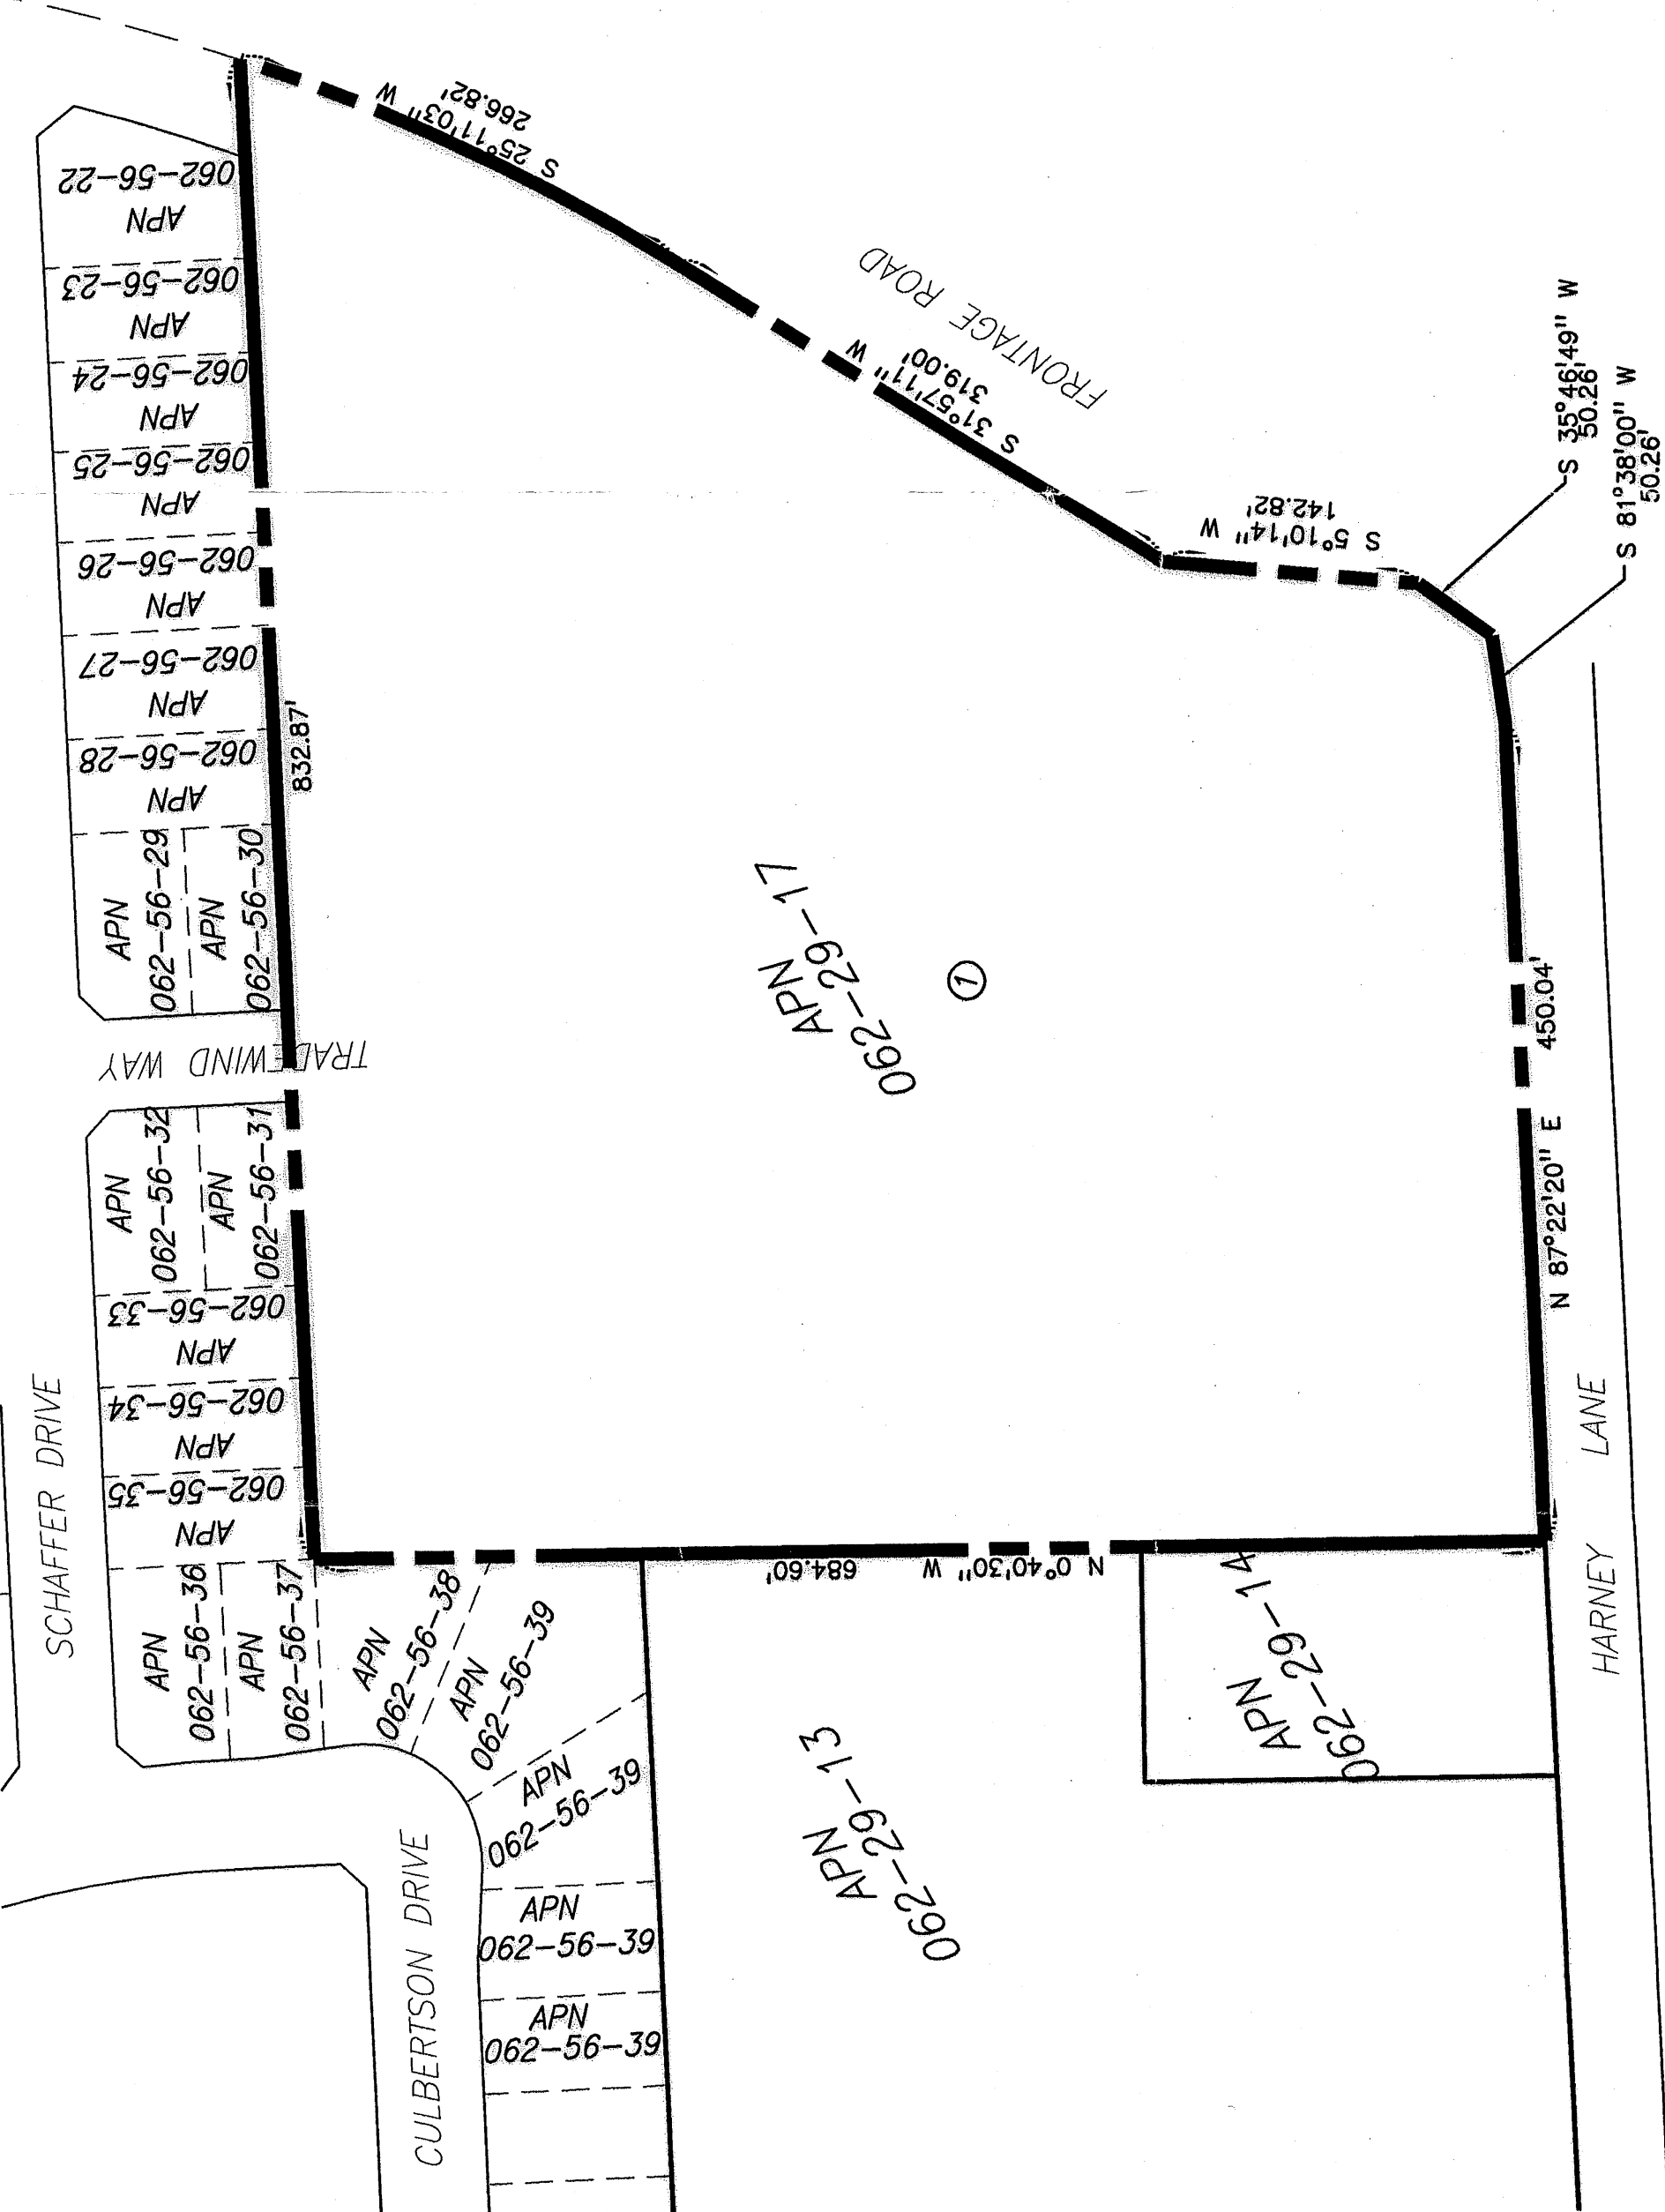 S 25°11'03" W
266.82'
APN
062-56-22
APN
062-56-23
APN
062-56-24
APN
062-56-25
APN
062-56-26
APN
062-56-27
APN
062-56-28
APN
062-56-29
APN
062-56-30
832.87'
TRADEWIND WAY
APN
062-56-32
APN
062-56-31
APN
062-56-33
APN
062-56-34
APN
062-56-35
APN
062-56-36
APN
062-56-37
APN
062-56-38
APN
062-56-39
APN
062-56-39
APN
062-56-39
APN
062-56-39
SCHAFFER DRIVE
CULBERTSON DRIVE
FRONTAGE ROAD
S 31°57'11" W
319.00'
S 5°10'14" W
142.82'
S 35°46'49" W
50.26'
S 81°38'00" W
50.26'
APN
062-29-17
1
N 87°22'20" E 450.04'
N 0°40'30" W 684.60'
APN
062-29-14
APN
062-29-13
HARNEY LANE